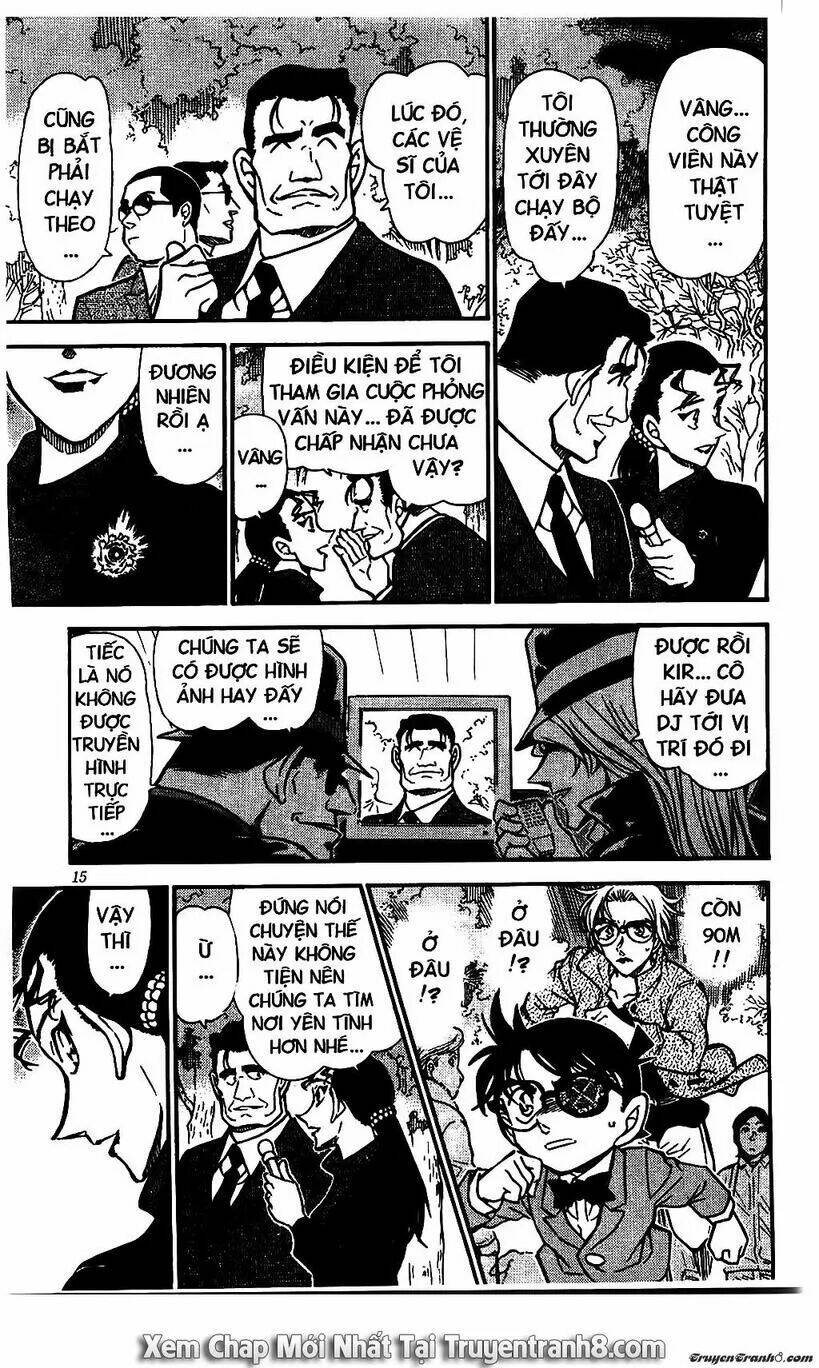 VÂNG...
CÔNG
VIÊN NÀY
THẬT
TUYỆT
...
TÔI
THƯỜNG
XUYÊN
TỚI ĐÂY
CHẠY BỘ
ĐẤY...
LÚC ĐÓ,
CÁC VỆ
SĨ CỦA
TÔI...
CŨNG
BỊ BẮT
PHẢI
CHẠY
THEO
ĐIỀU KIỆN ĐỂ TÔI
THAM GIA CUỘC PHỎNG
VẤN NÀY... ĐÃ ĐƯỢC
CHẤP NHẬN CHƯA
VẬY?
VÂNG
...
ĐƯƠNG
NHIÊN
RỒI Ạ
...
ĐƯỢC RỒI
KIR... CÔ
HÃY ĐƯA
DJ TỚI VỊ
TRÍ ĐÓ ĐI
...
CHÚNG TA SẼ
CÓ ĐƯỢC HÌNH
ẢNH HAY ĐẤY
...
TIẾC
LÀ NÓ
KHÔNG
ĐƯỢC
TRUYỀN
HÌNH
TRỰC
TIẾP
...
15
CÒN
90M
!!
Ở
ĐÂU
!?
Ở
ĐÂU
!?
ĐỨNG NÓI
CHUYỆN THẾ
NÀY KHÔNG
TIỆN NÊN
CHÚNG TA TÌM
NƠI YÊN TĨNH
HƠN NHÉ...
Ừ
...
VẬY
THÌ
...
Xem Chap Mới Nhất Tại Truyentranh8.com
TruyenTranh8.com